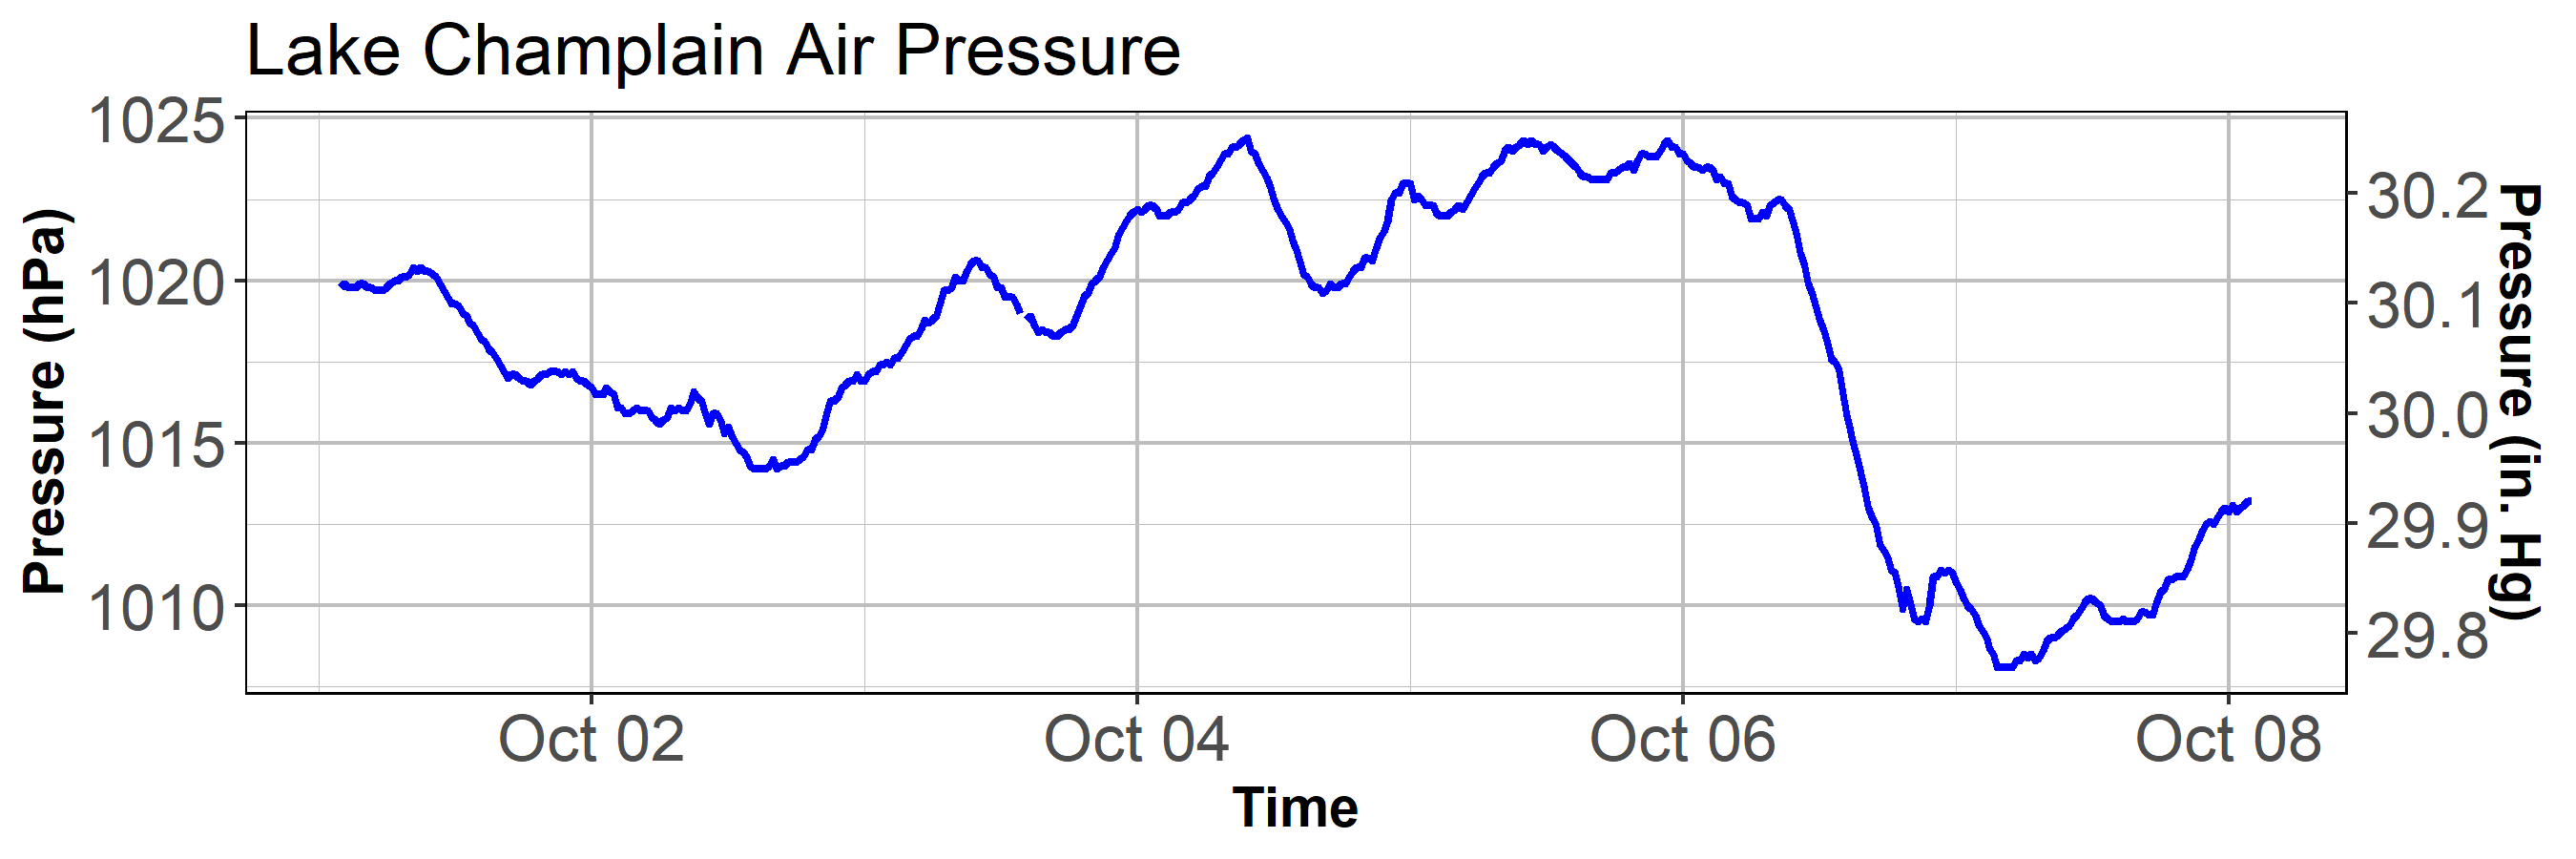 Lake Champlain Air Pressure
Pressure (hPa)
1025
1020
1015
1010
30.2
30.1
30.0
29.9
29.8
Pressure (in. Hg)
Oct 02
Oct 04
Oct 06
Oct 08
Time